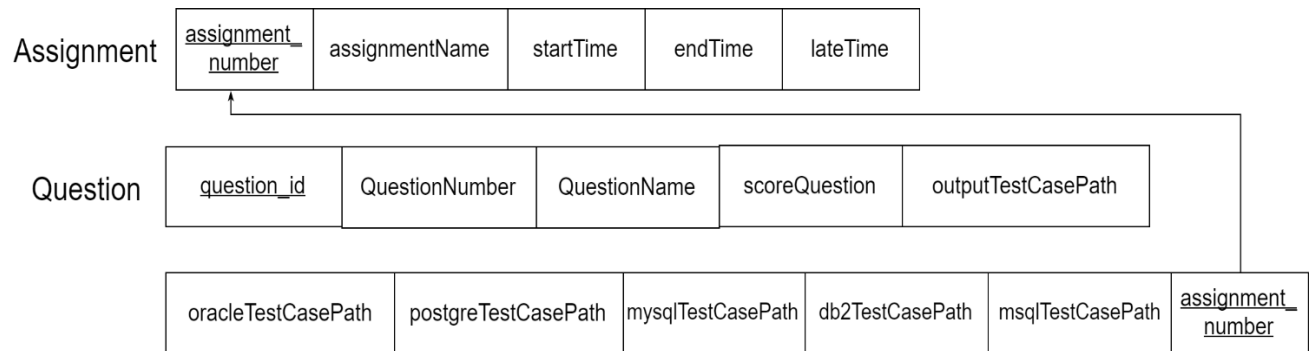 Assignment
assignment_
number
assignmentName
startTime
endTime
lateTime
Question
question_id
QuestionNumber
QuestionName
scoreQuestion
outputTestCasePath
oracleTestCasePath
postgreTestCasePath
mysqlTestCasePath
db2TestCasePath
msqlTestCasePath
assignment_
number